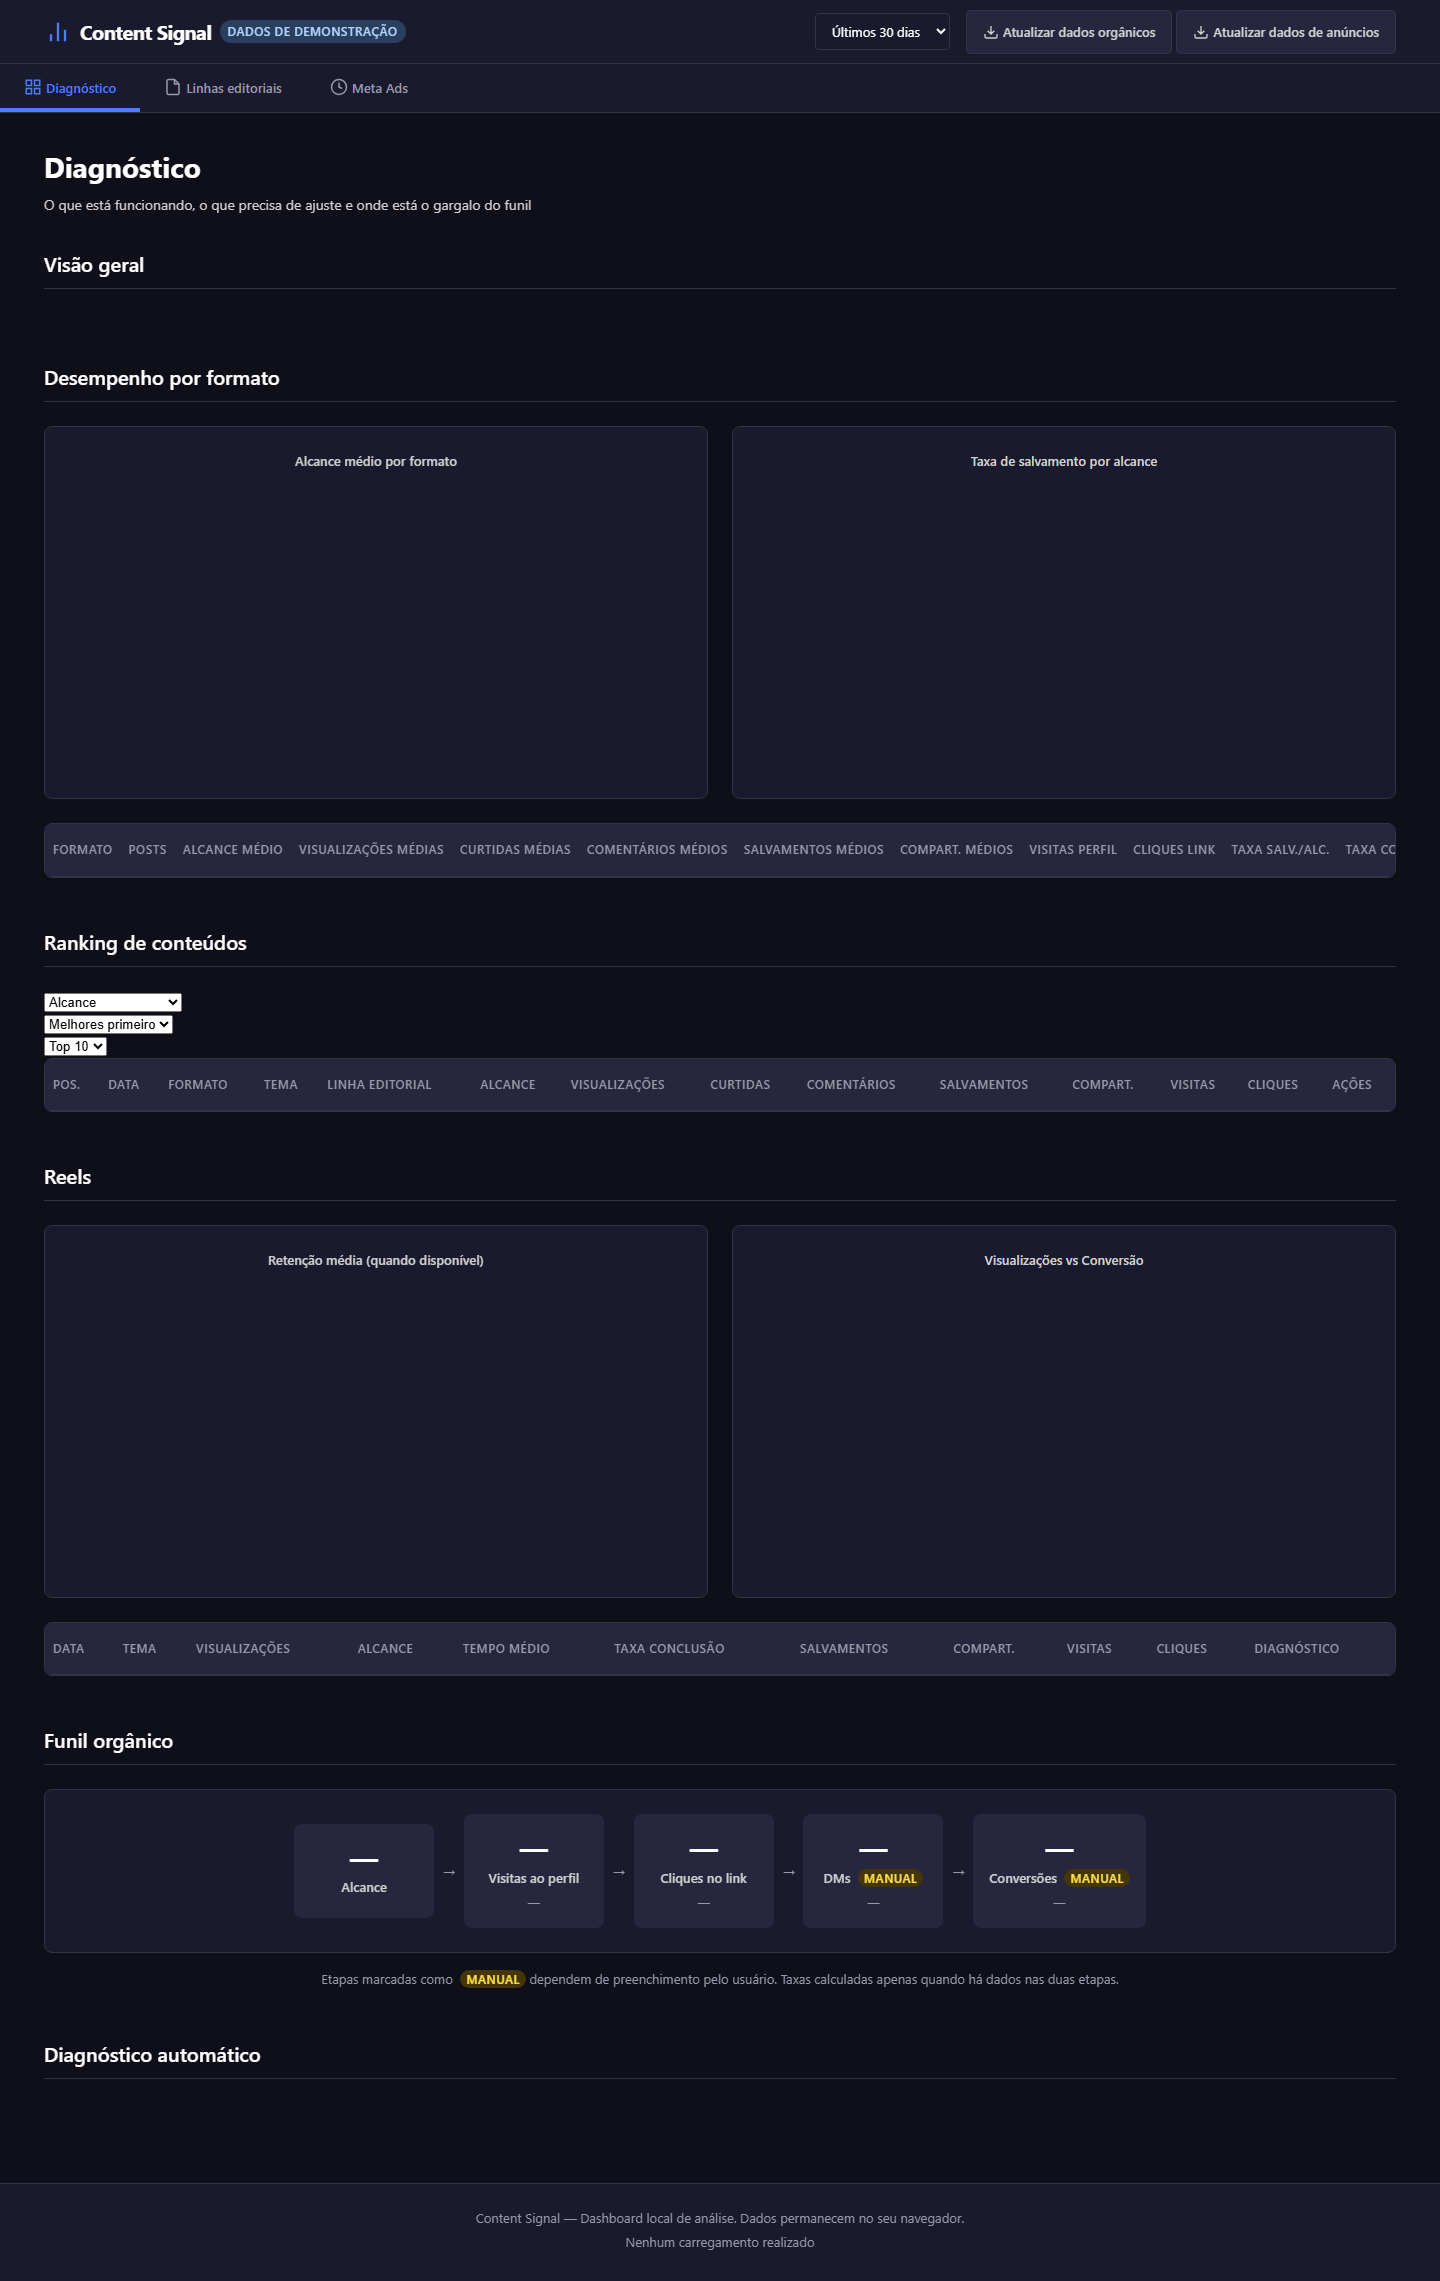 Content Signal DADOS DE DEMONSTRAÇÃO Últimos 30 dias Atualizar dados orgânicos Atualizar dados de anúncios
Diagnóstico Linhas editoriais Meta Ads
Diagnóstico
O que está funcionando, o que precisa de ajuste e onde está o gargalo do funil
Visão geral
Desempenho por formato
Alcance médio por formato
Taxa de salvamento por alcance
FORMATO POSTS ALCANCE MÉDIO VISUALIZAÇÕES MÉDIAS CURTIDAS MÉDIAS COMENTÁRIOS MÉDIOS SALVAMENTOS MÉDIOS COMPART. MÉDIOS VISITAS PERFIL CLIQUES LINK TAXA SALV./ALC. TAXA CC
Ranking de conteúdos
Alcance
Melhores primeiro
Top 10
POS. DATA FORMATO TEMA LINHA EDITORIAL ALCANCE VISUALIZAÇÕES CURTIDAS COMENTÁRIOS SALVAMENTOS COMPART. VISITAS CLIQUES AÇÕES
Reels
Retenção média (quando disponível)
Visualizações vs Conversão
DATA TEMA VISUALIZAÇÕES ALCANCE TEMPO MÉDIO TAXA CONCLUSÃO SALVAMENTOS COMPART. VISITAS CLIQUES DIAGNÓSTICO
Funil orgânico
—
Alcance
→
—
Visitas ao perfil
—
→
—
Cliques no link
—
→
—
DMs MANUAL
—
→
—
Conversões MANUAL
—
Etapas marcadas como MANUAL dependem de preenchimento pelo usuário. Taxas calculadas apenas quando há dados nas duas etapas.
Diagnóstico automático
Content Signal — Dashboard local de análise. Dados permanecem no seu navegador.
Nenhum carregamento realizado